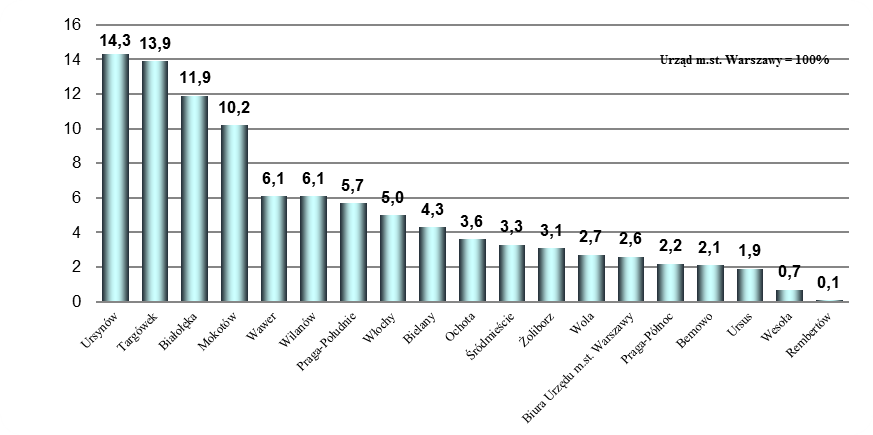 16
14
12
10
8
6
4
2
0
Urząd m.st. Warszawy = 100%
14,3
13,9
11,9
10,2
6,1
6,1
5,7
5,0
4,3
3,6
3,3
3,1
2,7
2,6
2,2
2,1
1,9
0,7
0,1
Ursynów
Targówek
Białołęka
Mokotów
Wawer
Wilanów
Praga-Południe
Włochy
Bielany
Ochota
Śródmieście
Żoliborz
Wola
Biura Urzędu m.st. Warszawy
Praga-Północ
Bemowo
Ursus
Wesoła
Rembertów